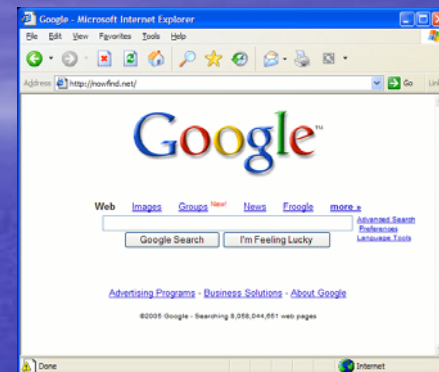 Google - Microsoft Internet Explorer
File Edit View Favorites Tools Help
Address http://nowfind.net/ Go Lin
Google™
Web Images Groups New! News Froogle more »
Advanced Search
Preferences
Language Tools
Google Search I'm Feeling Lucky
Advertising Programs - Business Solutions - About Google
©2005 Google - Searching 8,058,044,651 web pages
Done Internet